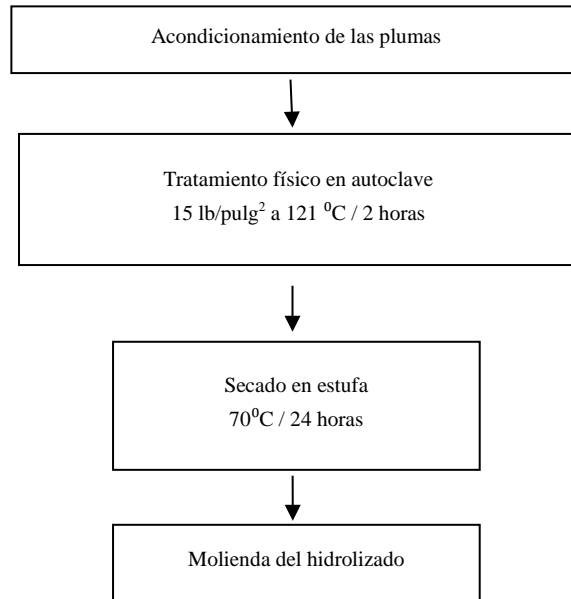 Acondicionamiento de las plumas
Tratamiento físico en autoclave
15 lb/pulg² a 121 ⁰C / 2 horas
Secado en estufa
70⁰C / 24 horas
Molienda del hidrolizado